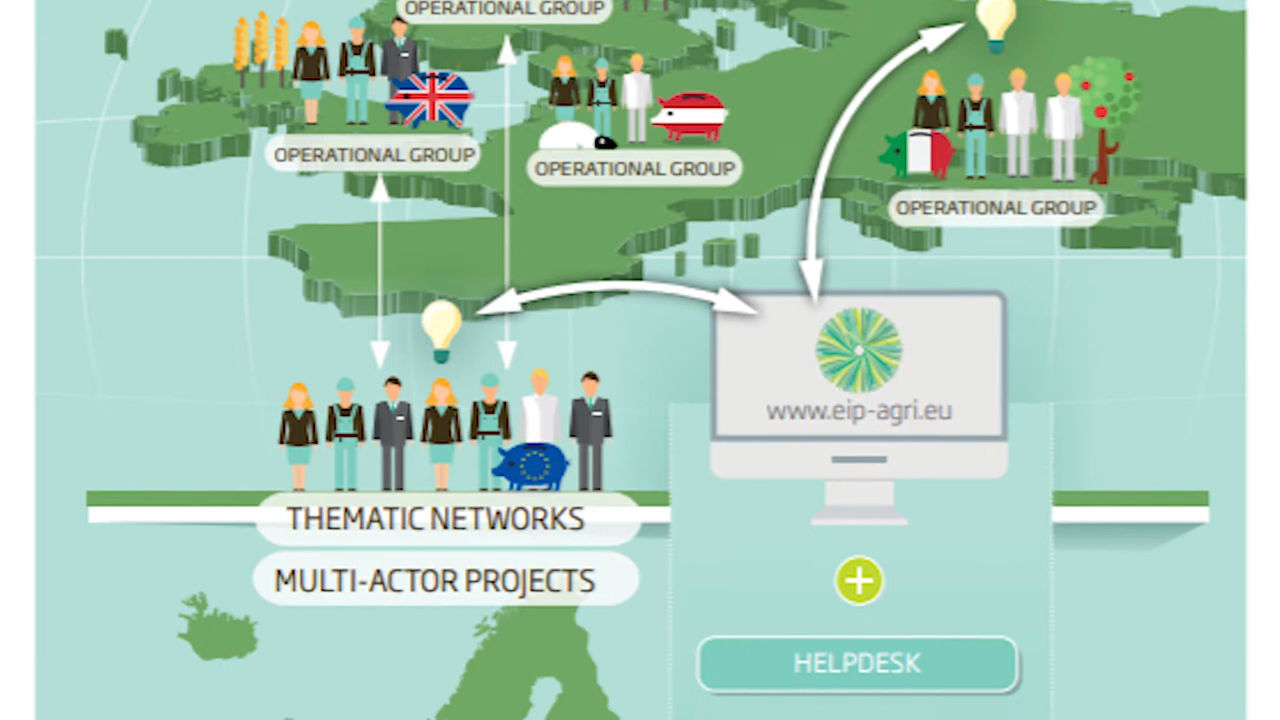 OPERATIONAL GROUP
OPERATIONAL GROUP
OPERATIONAL GROUP
OPERATIONAL GROUP
www.eip-agri.eu
THEMATIC NETWORKS
MULTI-ACTOR PROJECTS
HELPDESK